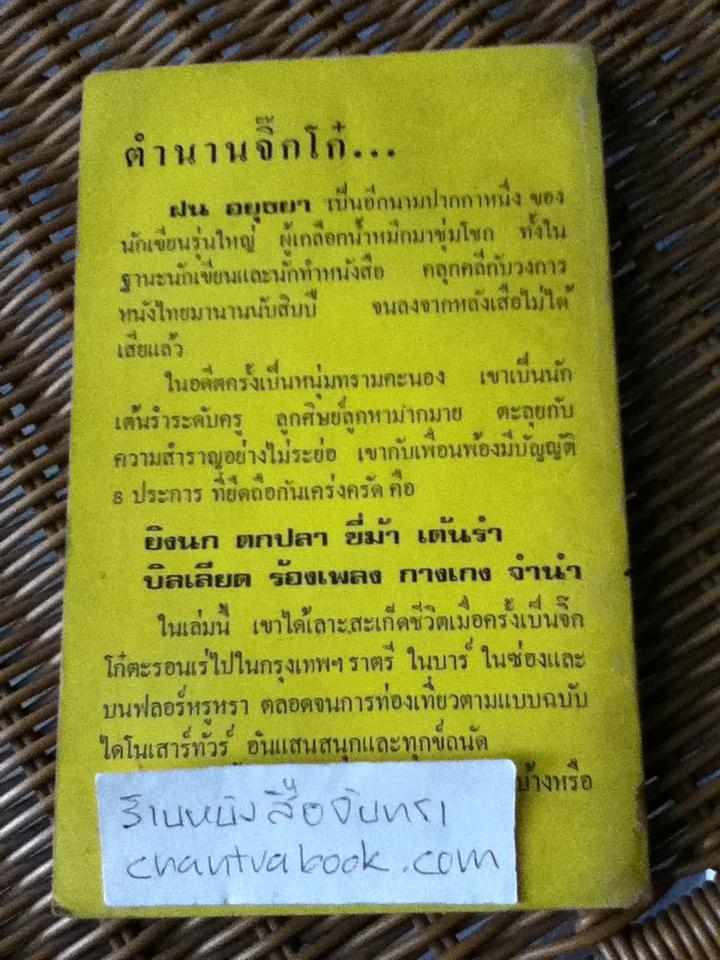 ตำนานจิ๊กโก๋...
ฝน อยุธยา เป็นอีกนามปากกาหนึ่ง ของ
นักเขียนรุ่นใหญ่ ผู้เกลือกน้ำหมึกมาชุ่มโชก ทั้งใน
ฐานะนักเขียนและนักทำหนังสือ คลุกคลีกับวงการ
หนังไทยมานานนับสิบปี จนลงจากหลังเสือไม่ได้
เสียแล้ว
ในอดีตครั้งเป็นหนุ่มทรามคะนอง เขาเป็นนัก
เต้นรำระดับครู ลูกศิษย์ลูกหามากมาย ตะลุยกับ
ความสำราญอย่างไม่ระย่อ เขากับเพื่อนพ้องมีบัญญัติ
๘ ประการ ที่ยึดถือกันเคร่งครัด คือ
ยิงนก ตกปลา ขี่ม้า เต้นรำ
บิลเลียด ร้องเพลง กางเกง จำนำ
ในเล่มนี้ เขาได้เลาะสะเก็ดชีวิตเมื่อครั้งเป็นจิ๊ก
โก๋ตะรอนเร่ไปในกรุงเทพฯ ราตรี ในบาร์ ในซ่องและ
บนฟลอร์หรูหรา ตลอดจนการท่องเที่ยวตามแบบฉบับ
ไดโนเสาร์ทัวร์ อันแสนสนุกและทุกข์ถนัด
บ้างหรือ
ร้านหนังสือจันทรา
chantrabook.com